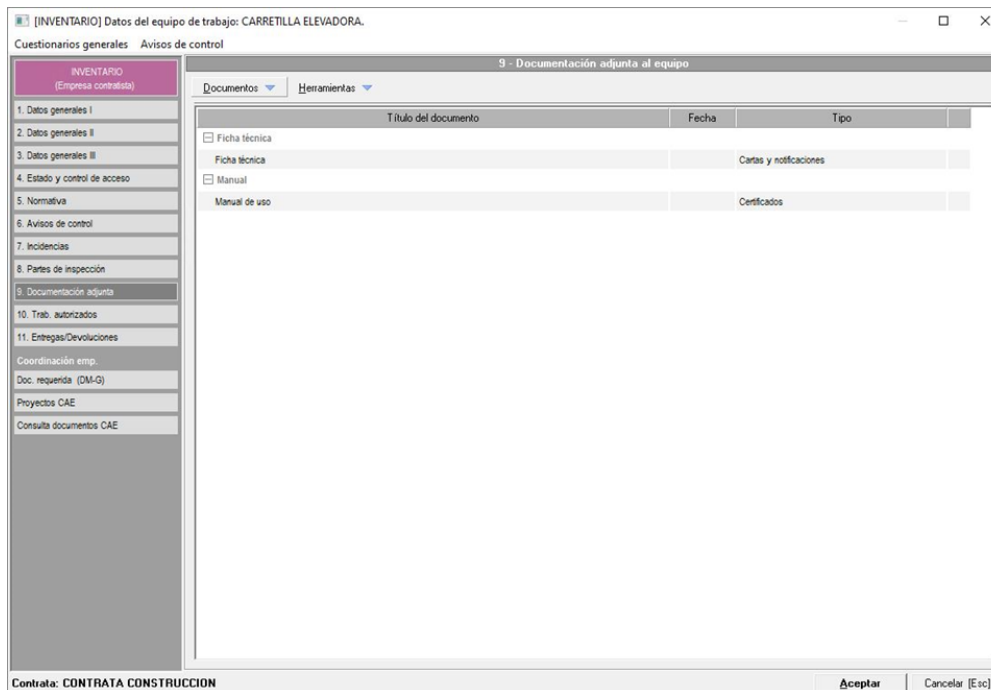 [INVENTARIO] Datos del equipo de trabajo: CARRETILLA ELEVADORA.
Cuestionarios generales Avisos de control
INVENTARIO
(Empresa contratista)
1. Datos generales I
2. Datos generales II
3. Datos generales III
4. Estado y control de acceso
5. Normativa
6. Avisos de control
7. Incidencias
8. Partes de inspección
9. Documentación adjunta
10. Trab. autorizados
11. Entregas/Devoluciones
Coordinación emp.
Doc. requerida (DM-G)
Proyectos CAE
Consulta documentos CAE
9 - Documentación adjunta al equipo
Documentos Herramientas
Título del documento Fecha Tipo
Ficha técnica
Ficha técnica Cartas y notificaciones
Manual
Manual de uso Certificados
Contrata: CONTRATA CONSTRUCCION Aceptar Cancelar [Esc]